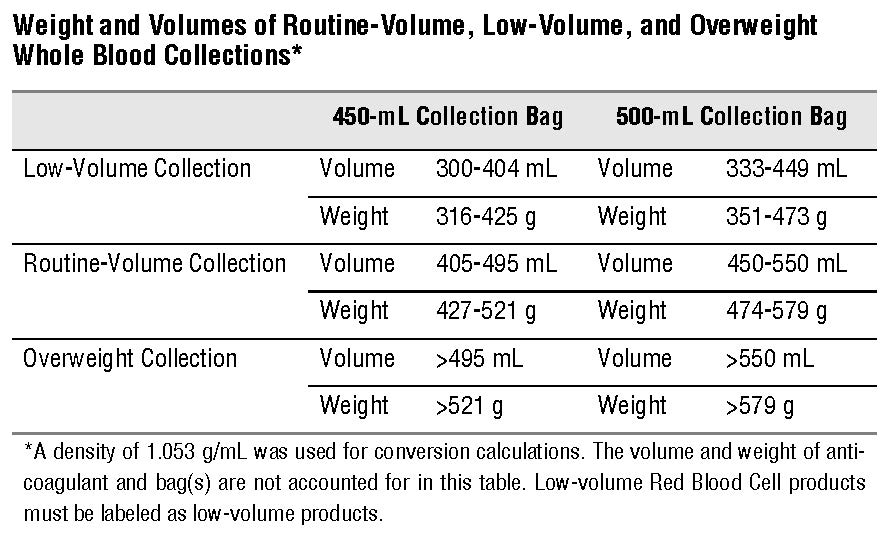 Weight and Volumes of Routine-Volume, Low-Volume, and Overweight
Whole Blood Collections*
450-mL Collection Bag 500-mL Collection Bag
Low-Volume Collection Volume 300-404 mL Volume 333-449 mL
Weight 316-425 g Weight 351-473 g
Routine-Volume Collection Volume 405-495 mL Volume 450-550 mL
Weight 427-521 g Weight 474-579 g
Overweight Collection Volume >495 mL Volume >550 mL
Weight >521 g Weight >579 g
*A density of 1.053 g/mL was used for conversion calculations. The volume and weight of anti-
coagulant and bag(s) are not accounted for in this table. Low-volume Red Blood Cell products
must be labeled as low-volume products.